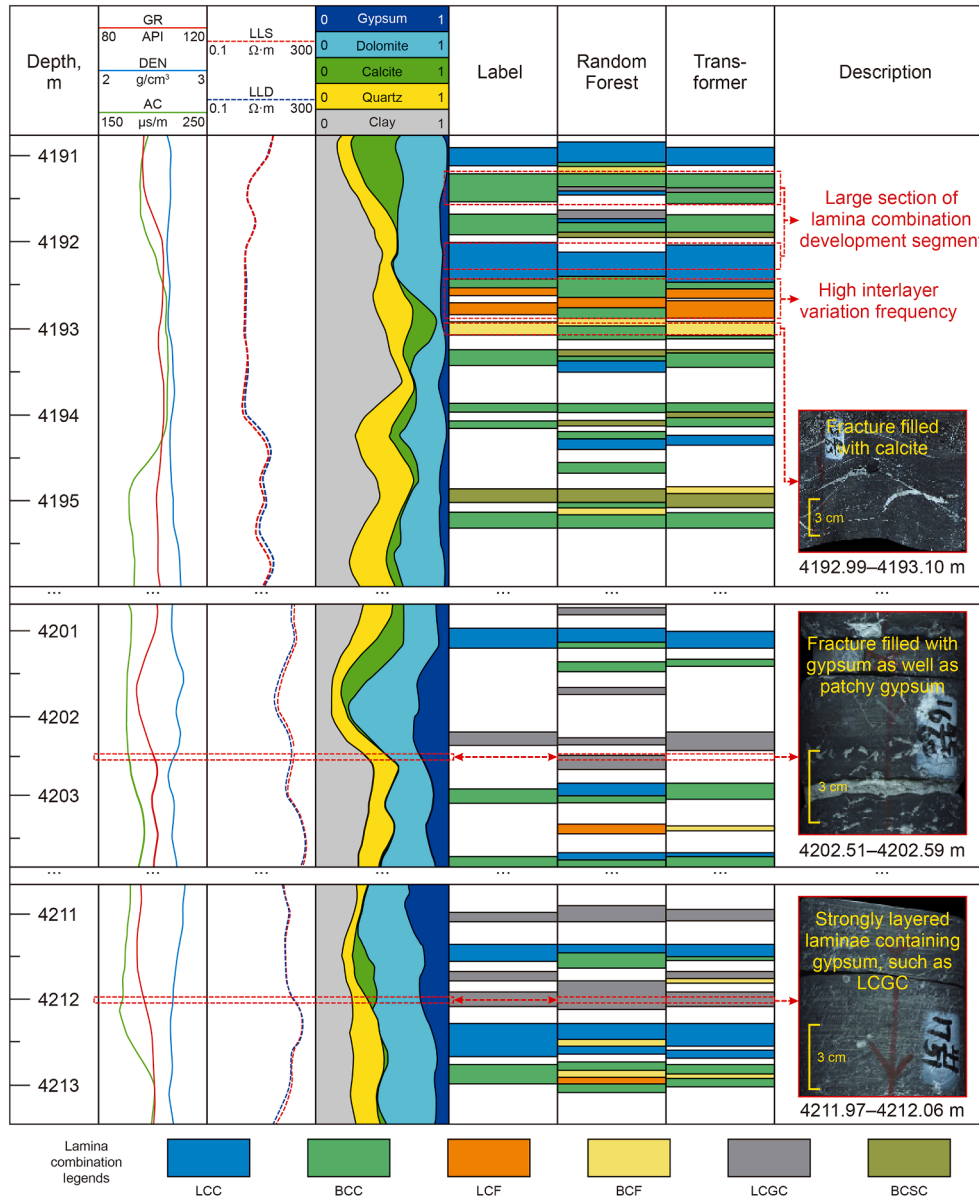 Depth,
m
GR
80 API 120
DEN
2 g/cm³ 3
AC
150 μs/m 250
LLS
0.1 Ω·m 300
LLD
0.1 Ω·m 300
0 Gypsum 1
0 Dolomite 1
0 Calcite 1
0 Quartz 1
0 Clay 1
Label
Random
Forest
Trans-
former
Description
4191
4192
4193
4194
4195
Large section of
lamina combination
development segment
High interlayer
variation frequency
Fracture filled
with calcite
3 cm
4192.99–4193.10 m
... ... ... ... ... ... ... ...
4201
4202
4203
Fracture filled with
gypsum as well as
patchy gypsum
3 cm
4202.51–4202.59 m
... ... ... ... ... ... ... ...
4211
4212
4213
Strongly layered
laminae containing
gypsum, such as
LCGC
3 cm
4211.97–4212.06 m
Lamina
combination
legends
LCC
BCC
LCF
BCF
LCGC
BCSC